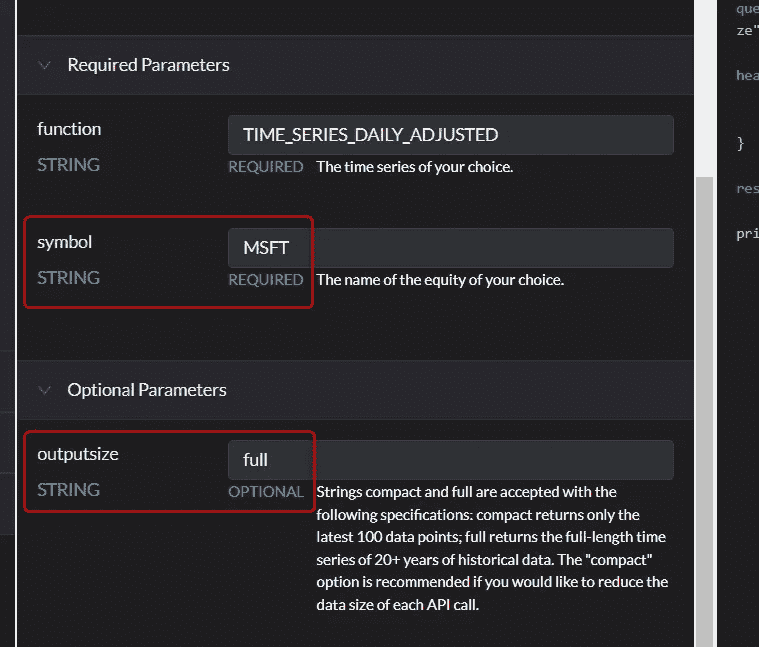 que
ze"
Required Parameters
hea
function
TIME_SERIES_DAILY_ADJUSTED
}
STRING
REQUIRED The time series of your choice.
res
symbol
MSFT
pri
STRING
REQUIRED The name of the equity of your choice.
Optional Parameters
outputsize
full
STRING
OPTIONAL Strings compact and full are accepted with the
following specifications: compact returns only the
latest 100 data points; full returns the full-length time
series of 20+ years of historical data. The "compact"
option is recommended if you would like to reduce the
data size of each API call.